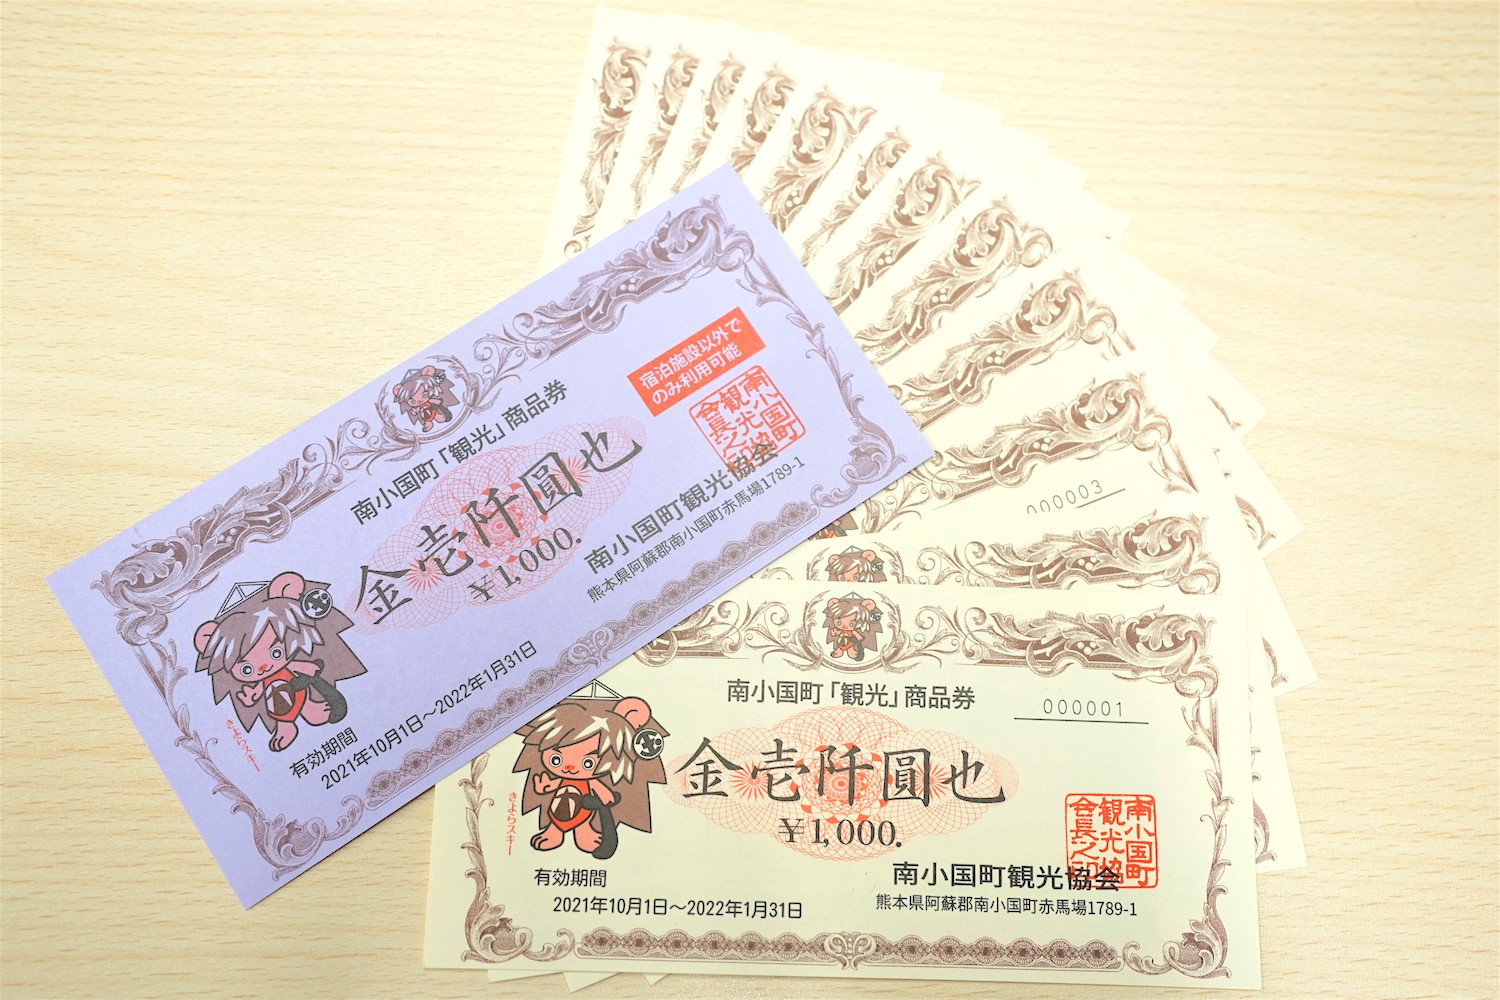 南小国町「観光」商品券
宿泊施設以外で
のみ利用可能
金壱阡圓也
¥1,000.
南小国町
観光協
会長之印
南小国町観光協会
熊本県阿蘇郡南小国町赤馬場1789-1
きよらスキー
有効期間
2021年10月1日～2022年1月31日
000003
南小国町「観光」商品券
000001
金壱阡圓也
¥1,000.
南小国町
観光協
会長之印
きよらスキー
有効期間
2021年10月1日～2022年1月31日
南小国町観光協会
熊本県阿蘇郡南小国町赤馬場1789-1